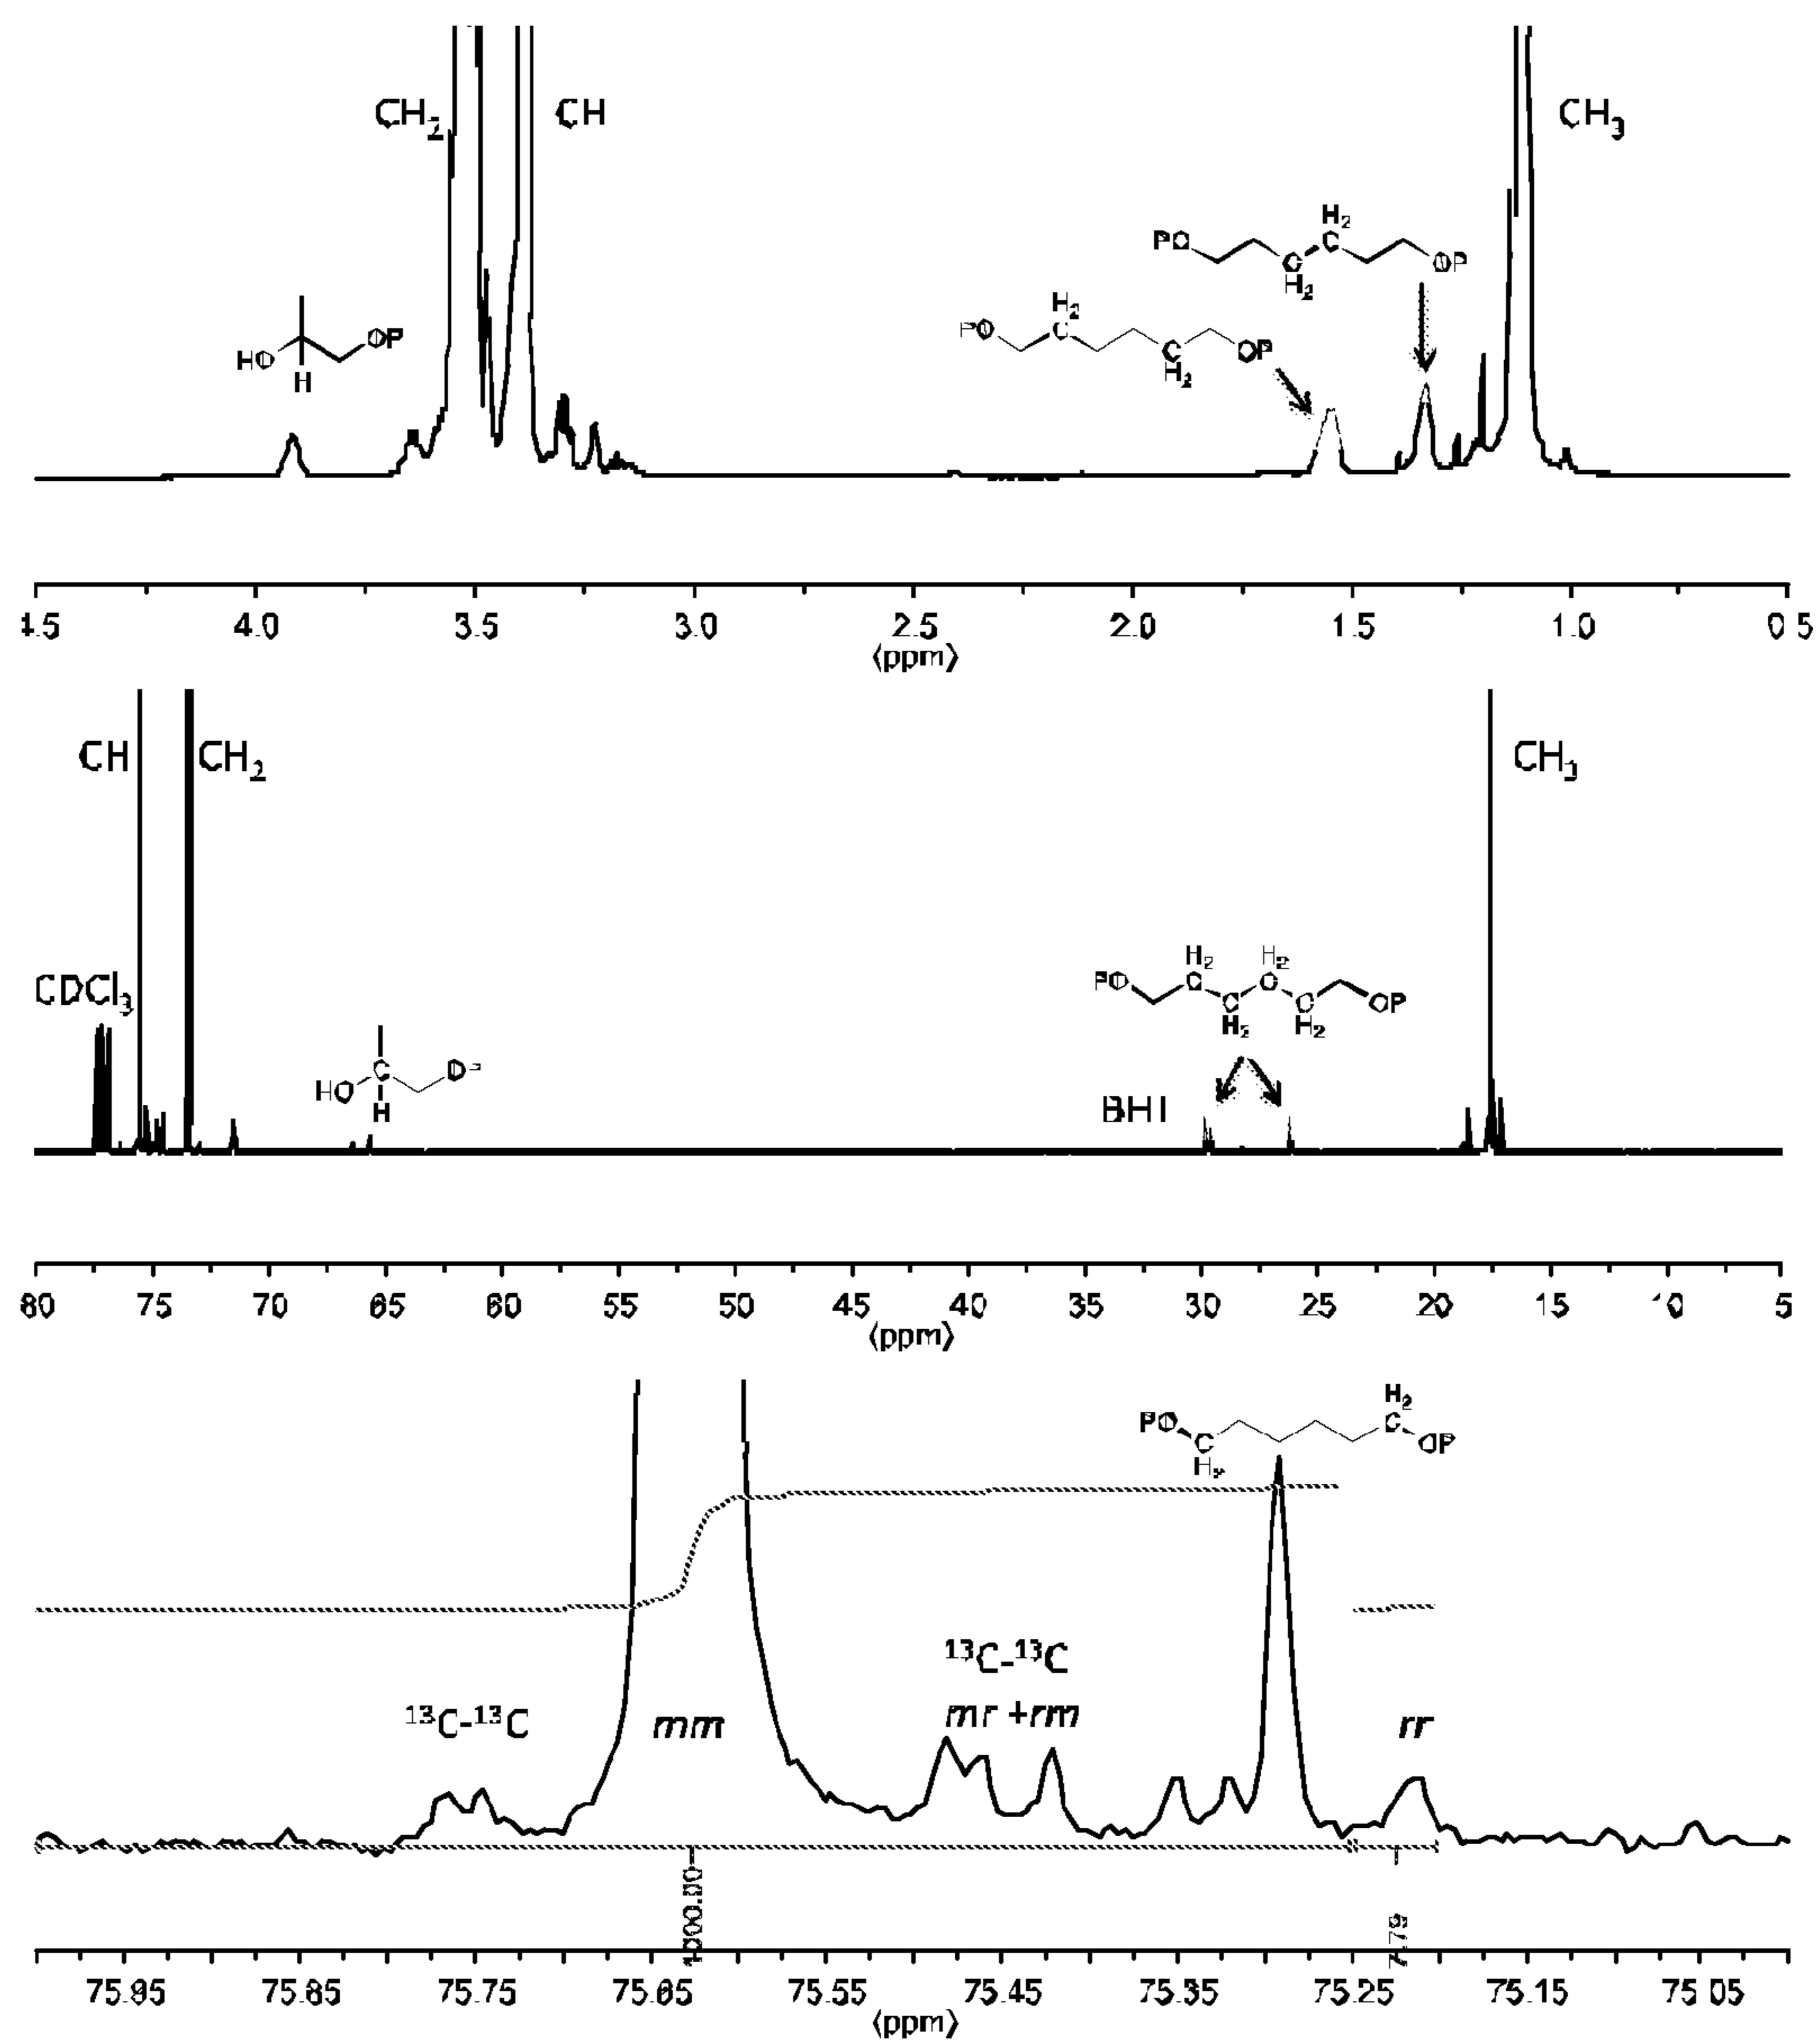 CH₂
CH
CH₃
H₂
PO C
C OP
H₂
H₂
PO C
C OP
H₂
HO OP
H
4.5 4.0 3.5 3.0 2.5 2.0 1.5 1.0 0.5
(ppm)
CH
CH₂
CH₃
CDCl₃
H₂ H₂
PO C C
C C OP
H₂ H₂
HO C
H
BHT
80 75 70 65 60 55 50 45 40 35 30 25 20 15 10 5
(ppm)
H₂
PO C
C OP
H₂
¹³C-¹³C
mm
¹³C-¹³C
mr +rm
rr
1000.00
7.79
75.95 75.85 75.75 75.65 75.55 75.45 75.35 75.25 75.15 75.05
(ppm)